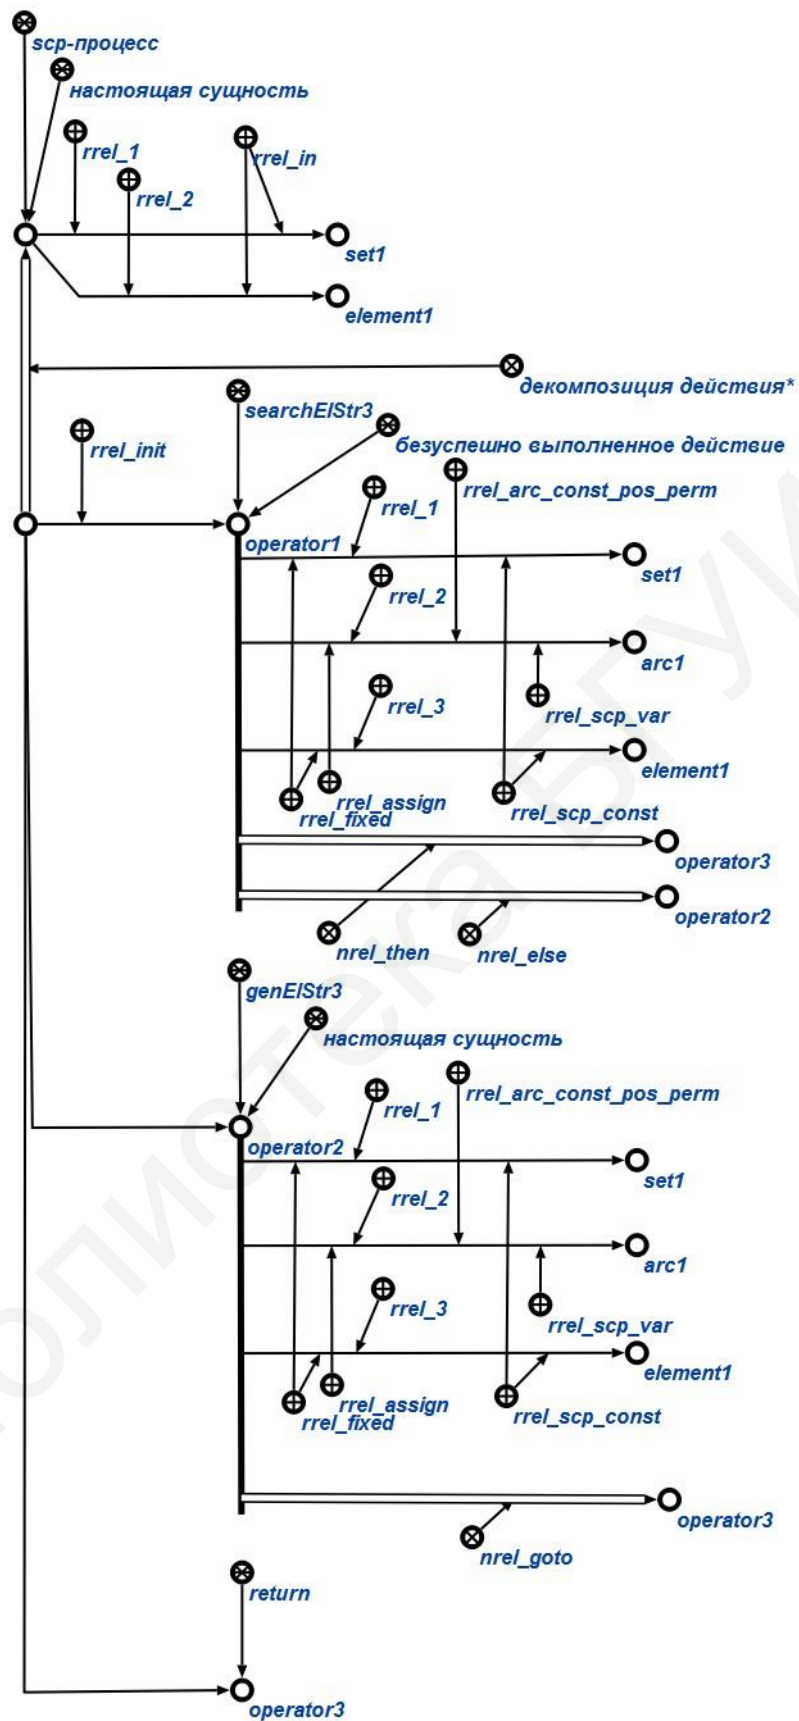 scp-процесс
настоящая сущность
rrel_1
rrel_in
rrel_2
set1
element1
декомпозиция действия*
searchElStr3
безуспешно выполненное действие
rrel_init
rrel_arc_const_pos_perm
rrel_1
operator1
set1
rrel_2
arc1
rrel_3
rrel_scp_var
element1
rrel_assign
rrel_fixed
rrel_scp_const
operator3
operator2
nrel_then
nrel_else
genElStr3
настоящая сущность
rrel_arc_const_pos_perm
rrel_1
operator2
set1
rrel_2
arc1
rrel_3
rrel_scp_var
element1
rrel_assign
rrel_fixed
rrel_scp_const
operator3
nrel_goto
return
operator3